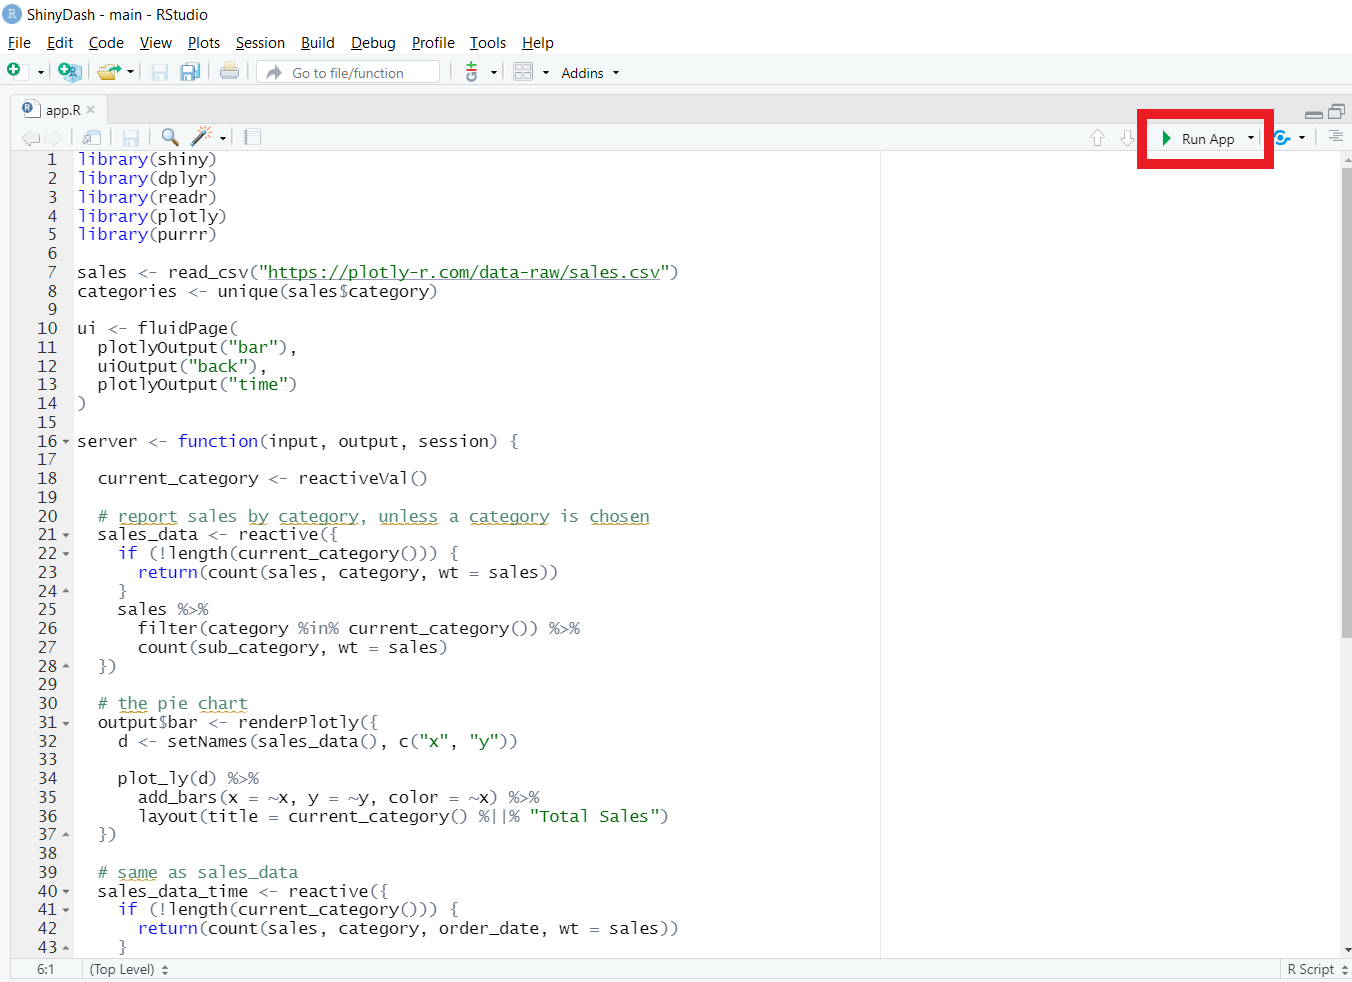 ShinyDash - main - RStudio
File Edit Code View Plots Session Build Debug Profile Tools Help
Go to file/function Addins
app.R
Run App
1 library(shiny)
2 library(dplyr)
3 library(readr)
4 library(plotly)
5 library(purrr)
6
7 sales <- read_csv("https://plotly-r.com/data-raw/sales.csv")
8 categories <- unique(sales$category)
9
10 ui <- fluidPage(
11   plotlyOutput("bar"),
12   uiOutput("back"),
13   plotlyOutput("time")
14 )
15
16 server <- function(input, output, session) {
17
18   current_category <- reactiveVal()
19
20   # report sales by category, unless a category is chosen
21   sales_data <- reactive({
22     if (!length(current_category())) {
23       return(count(sales, category, wt = sales))
24     }
25     sales %>%
26       filter(category %in% current_category()) %>%
27       count(sub_category, wt = sales)
28   })
29
30   # the pie chart
31   output$bar <- renderPlotly({
32     d <- setNames(sales_data(), c("x", "y"))
33
34     plot_ly(d) %>%
35       add_bars(x = ~x, y = ~y, color = ~x) %>%
36       layout(title = current_category() %||% "Total Sales")
37   })
38
39   # same as sales_data
40   sales_data_time <- reactive({
41     if (!length(current_category())) {
42       return(count(sales, category, order_date, wt = sales))
43     }
6:1 (Top Level) R Script